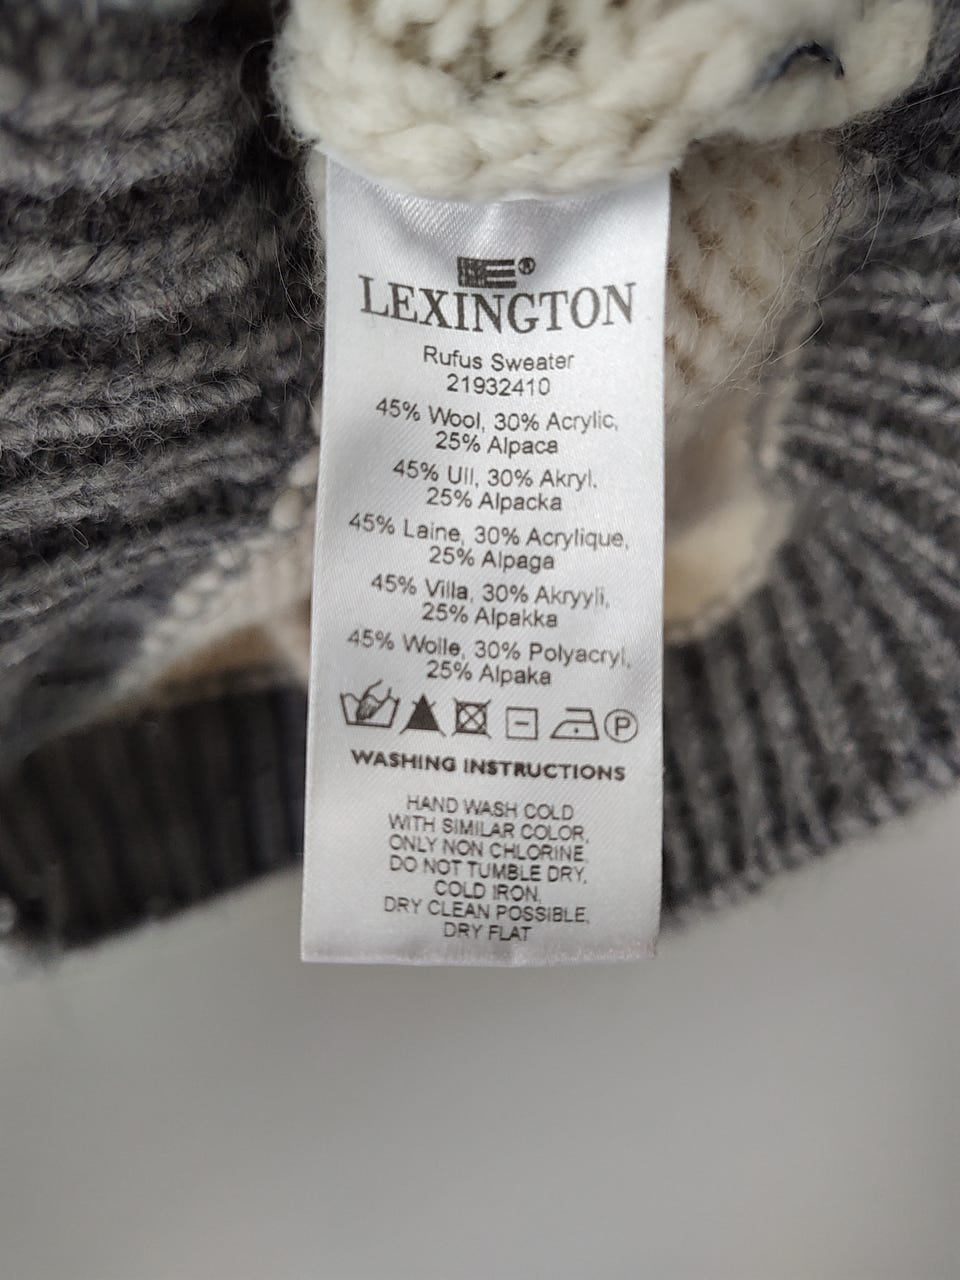 ®
LEXINGTON
Rufus Sweater
21932410
45% Wool, 30% Acrylic,
25% Alpaca
45% Ull, 30% Akryl.
25% Alpacka
45% Laine, 30% Acrylique,
25% Alpaga
45% Villa, 30% Akryyli,
25% Alpakka
45% Wolle, 30% Polyacryl,
25% Alpaka
P
WASHING INSTRUCTIONS
HAND WASH COLD
WITH SIMILAR COLOR,
ONLY NON CHLORINE,
DO NOT TUMBLE DRY,
COLD IRON,
DRY CLEAN POSSIBLE,
DRY FLAT